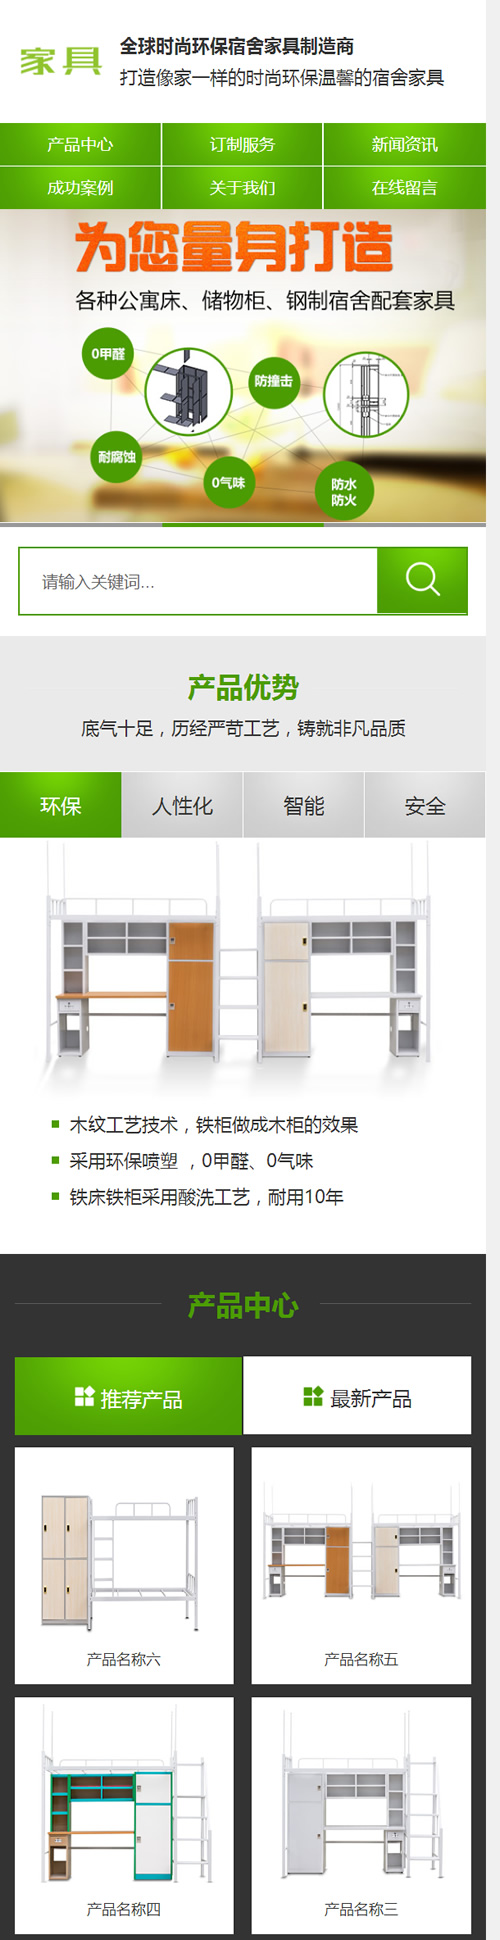 家具
全球时尚环保宿舍家具制造商
打造像家一样的时尚环保温馨的宿舍家具
产品中心
订制服务
新闻资讯
成功案例
关于我们
在线留言
为您量身打造
各种公寓床、储物柜、钢制宿舍配套家具
0甲醛
防撞击
耐腐蚀
0气味
防水
防火
请输入关键词...
产品优势
底气十足，历经严苛工艺，铸就非凡品质
环保
人性化
智能
安全
木纹工艺技术，铁柜做成木柜的效果
采用环保喷塑 ，0甲醛、0气味
铁床铁柜采用酸洗工艺，耐用10年
产品中心
推荐产品
最新产品
产品名称六
产品名称五
产品名称四
产品名称三